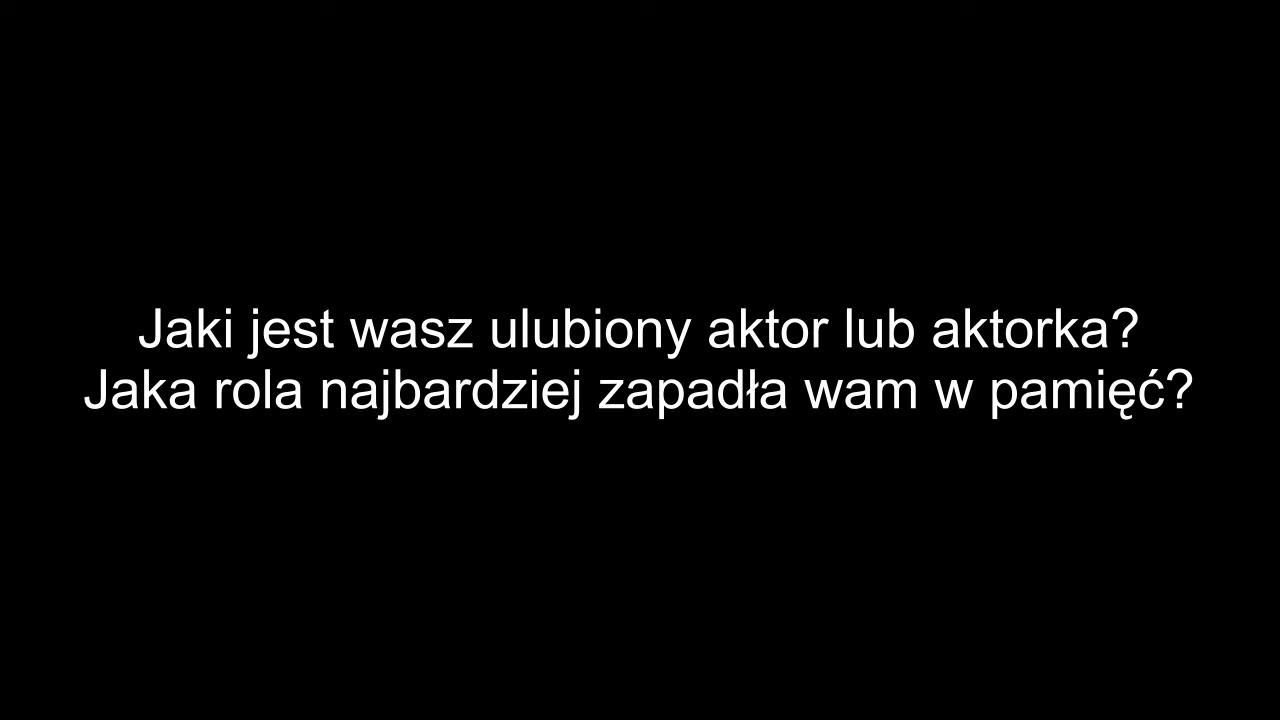 Jaki jest wasz ulubiony aktor lub aktorka?
Jaka rola najbardziej zapadła wam w pamięć?